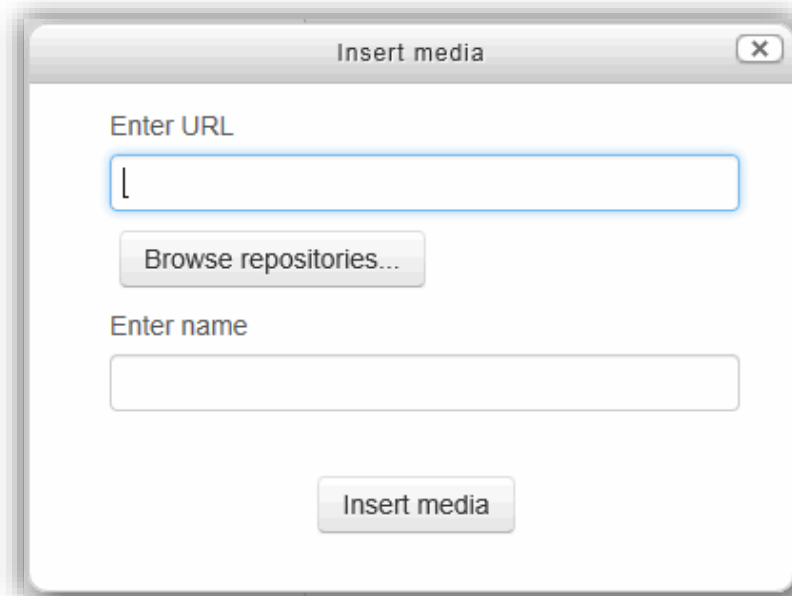 Insert media
Enter URL
Browse repositories...
Enter name
Insert media